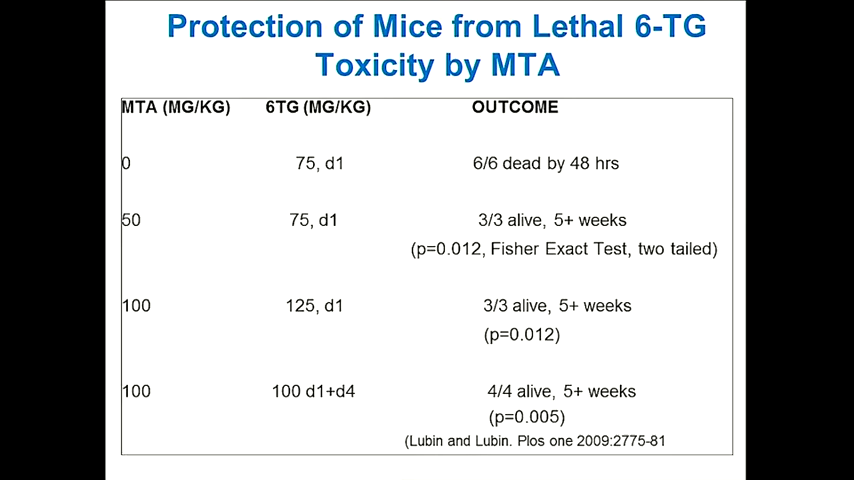 Protection of Mice from Lethal 6-TG
Toxicity by MTA
MTA (MG/KG) 6TG (MG/KG) OUTCOME
0 75, d1 6/6 dead by 48 hrs
50 75, d1 3/3 alive, 5+ weeks
(p=0.012, Fisher Exact Test, two tailed)
100 125, d1 3/3 alive, 5+ weeks
(p=0.012)
100 100 d1+d4 4/4 alive, 5+ weeks
(p=0.005)
(Lubin and Lubin. Plos one 2009:2775-81